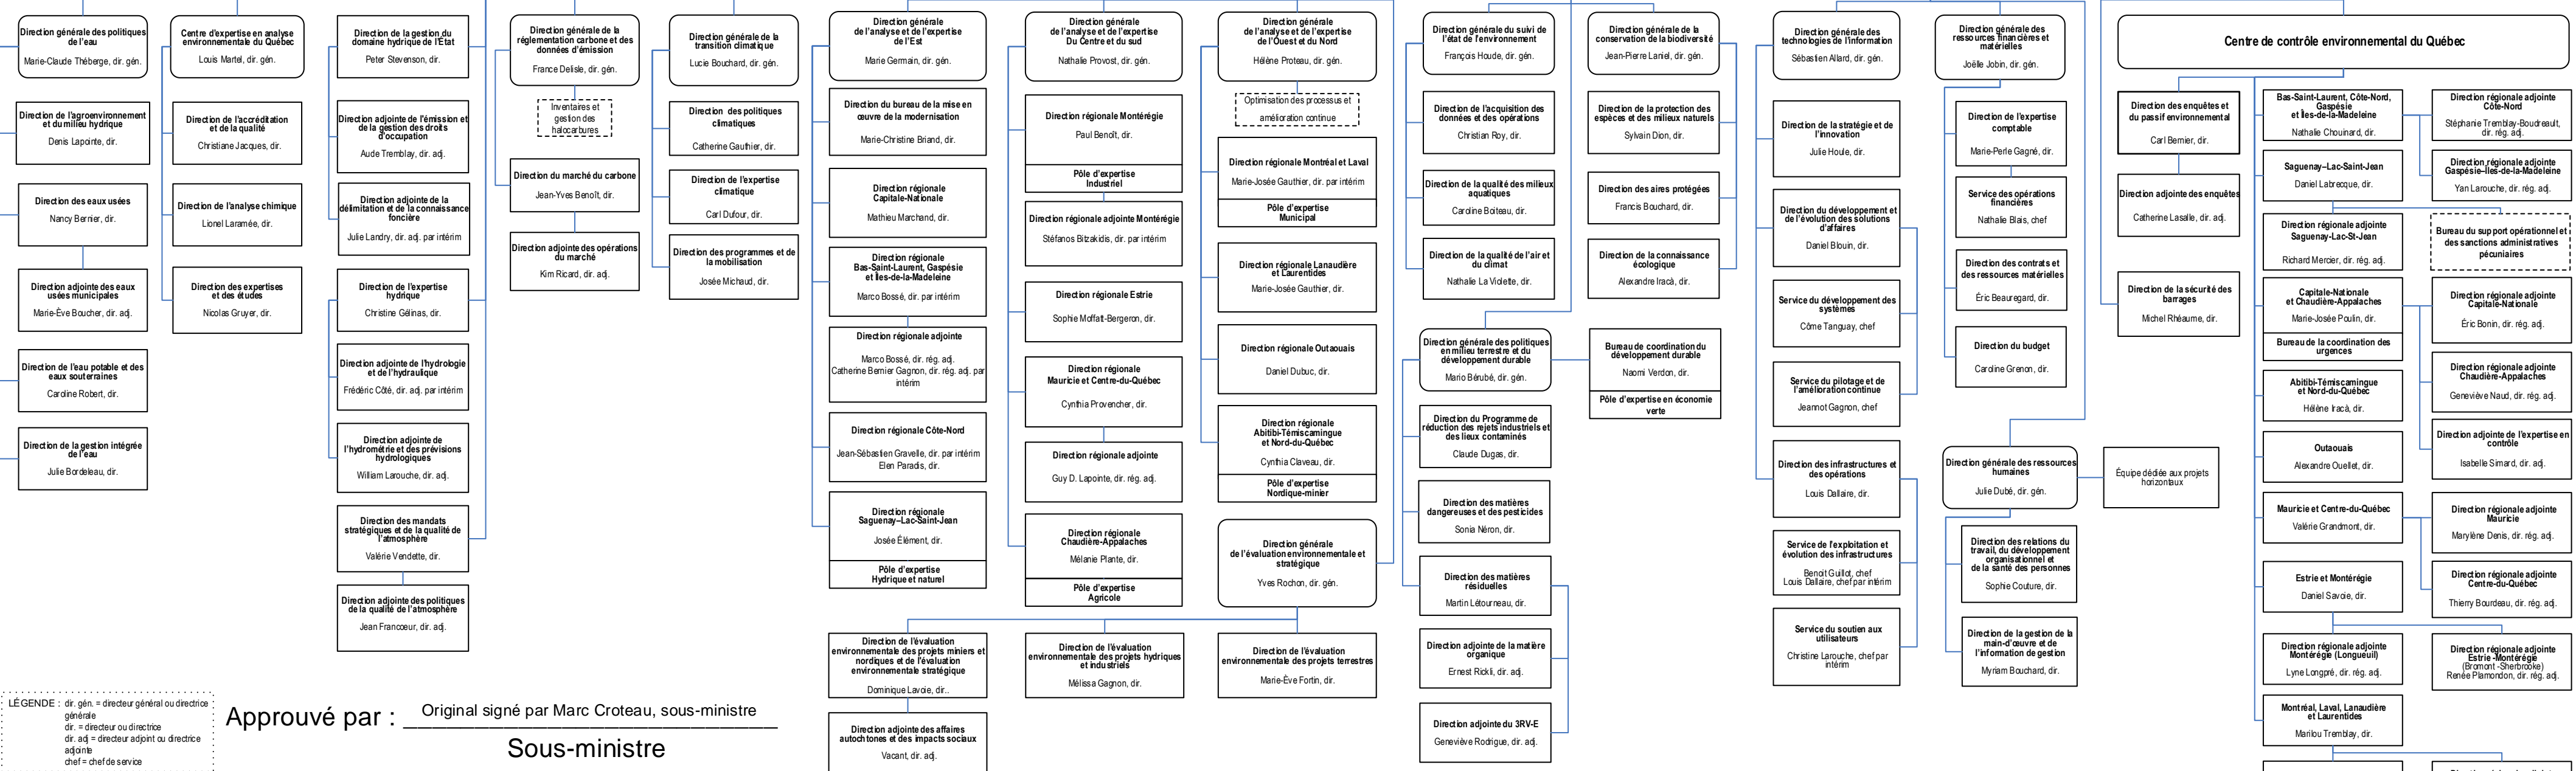 Direction générale des politiques
de l'eau
Marie-Claude Théberge, dir. gén.
Direction de l'agroenvironnement
et du milieu hydrique
Denis Lapointe, dir.
Direction des eaux usées
Nancy Bernier, dir.
Direction adjointe des eaux
usées municipales
Marie-Ève Boucher, dir. adj.
Direction de l'eau potable et des
eaux souterraines
Caroline Robert, dir.
Direction de la gestion intégrée
de l'eau
Julie Bordeleau, dir.
Centre d'expertise en analyse
environnementale du Québec
Louis Martel, dir. gén.
Direction de l'accréditation
et de la qualité
Christiane Jacques, dir.
Direction de l'analyse chimique
Lionel Laramée, dir.
Direction des expertises
et des études
Nicolas Gruyer, dir.
Direction de la gestion du
domaine hydrique de l'État
Peter Stevenson, dir.
Direction adjointe de l'émission et
de la gestion des droits
d'occupation
Aude Tremblay, dir. adj.
Direction adjointe de la
délimitation et de la connaissance
foncière
Julie Landry, dir. adj. par intérim
Direction de l'expertise
hydrique
Christine Gélinas, dir.
Direction adjointe de l'hydrologie
et de l'hydraulique
Frédéric Côté, dir. adj. par intérim
Direction adjointe de
l'hydrométrie et des prévisions
hydrologiques
William Larouche, dir. adj.
Direction des mandats
stratégiques et de la qualité de
l'atmosphère
Valérie Vendette, dir.
Direction adjointe des politiques
de la qualité de l'atmosphère
Jean Francoeur, dir. adj.
Direction générale de la
réglementation carbone et des
données d'émission
France Delisle, dir. gén.
Inventaires et
gestion des
halocarbures
Direction du marché du carbone
Jean-Yves Benoît, dir.
Direction adjointe des opérations
du marché
Kim Ricard, dir. adj.
Direction générale de la
transition climatique
Lucie Bouchard, dir. gén.
Direction des politiques
climatiques
Catherine Gauthier, dir.
Direction de l'expertise
climatique
Carl Dufour, dir.
Direction des programmes et de
la mobilisation
Josée Michaud, dir.
Direction générale
de l'analyse et de l'expertise
de l'Est
Marie Germain, dir. gén.
Direction du bureau de la mise en
œuvre de la modernisation
Marie-Christine Briand, dir.
Direction régionale
Capitale-Nationale
Mathieu Marchand, dir.
Direction régionale
Bas-Saint-Laurent, Gaspésie
et Îles-de-la-Madeleine
Marco Bossé, dir. par intérim
Direction régionale adjointe
Marco Bossé, dir. rég. adj.
Catherine Bernier Gagnon, dir. rég. adj. par
intérim
Direction régionale Côte-Nord
Jean-Sébastien Gravelle, dir. par intérim
Elen Paradis, dir.
Direction régionale
Saguenay–Lac-Saint-Jean
Josée Élément, dir.
Pôle d'expertise
Hydrique et naturel
Direction générale
de l'analyse et de l'expertise
Du Centre et du sud
Nathalie Provost, dir. gén.
Direction régionale Montérégie
Paul Benoît, dir.
Pôle d'expertise
Industriel
Direction régionale adjointe Montérégie
Stéfanos Bitzakidis, dir. par intérim
Direction régionale Estrie
Sophie Moffatt-Bergeron, dir.
Direction régionale
Mauricie et Centre-du-Québec
Cynthia Provencher, dir.
Direction régionale adjointe
Guy D. Lapointe, dir. rég. adj.
Direction régionale
Chaudière-Appalaches
Mélanie Plante, dir.
Pôle d'expertise
Agricole
Direction générale
de l'analyse et de l'expertise
de l'Ouest et du Nord
Hélène Proteau, dir. gén.
Optimisation des processus et
amélioration continue
Direction régionale Montréal et Laval
Marie-Josée Gauthier, dir. par intérim
Pôle d'expertise
Municipal
Direction régionale Lanaudière
et Laurentides
Marie-Josée Gauthier, dir.
Direction régionale Outaouais
Daniel Dubuc, dir.
Direction régionale
Abitibi-Témiscamingue
et Nord-du-Québec
Cynthia Claveau, dir.
Pôle d'expertise
Nordique-minier
Direction générale
de l'évaluation environnementale et
stratégique
Yves Rochon, dir. gén.
Direction de l'évaluation
environnementale des projets miniers et
nordiques et de l'évaluation
environnementale stratégique
Dominique Lavoie, dir..
Direction adjointe des affaires
autochtones et des impacts sociaux
Vacant, dir. adj.
Direction de l'évaluation
environnementale des projets hydriques
et industriels
Mélissa Gagnon, dir.
Direction de l'évaluation
environnementale des projets terrestres
Marie-Ève Fortin, dir.
Direction générale du suivi de
l'état de l'environnement
François Houde, dir. gén.
Direction de l'acquisition des
données et des opérations
Christian Roy, dir.
Direction de la qualité des milieux
aquatiques
Caroline Boiteau, dir.
Direction de la qualité de l'air et
du climat
Nathalie La Violette, dir.
Direction générale de la
conservation de la biodiversité
Jean-Pierre Laniel, dir. gén.
Direction de la protection des
espèces et des milieux naturels
Sylvain Dion, dir.
Direction des aires protégées
Francis Bouchard, dir.
Direction de la connaissance
écologique
Alexandre Iracà, dir.
Direction générale des politiques
en milieu terrestre et du
développement durable
Mario Bérubé, dir. gén.
Bureau de coordination du
développement durable
Naomi Verdon, dir.
Pôle d'expertise en économie
verte
Direction du Programme de
réduction des rejets industriels et
des lieux contaminés
Claude Dugas, dir.
Direction des matières
dangereuses et des pesticides
Sonia Néron, dir.
Direction des matières
résiduelles
Martin Létourneau, dir.
Direction adjointe de la matière
organique
Ernest Rickli, dir. adj.
Direction adjointe du 3RV-E
Geneviève Rodrigue, dir. adj.
Direction générale des
technologies de l'information
Sébastien Allard, dir. gén.
Direction de la stratégie et de
l'innovation
Julie Houle, dir.
Direction du développement et
de l'évolution des solutions
d'affaires
Daniel Blouin, dir.
Service du développement des
systèmes
Côme Tanguay, chef
Service du pilotage et de
l'amélioration continue
Jeannot Gagnon, chef
Direction des infrastructures et
des opérations
Louis Dallaire, dir.
Service de l'exploitation et
évolution des infrastructures
Benoit Guillot, chef
Louis Dallaire, chef par intérim
Service du soutien aux
utilisateurs
Christine Larouche, chef par
intérim
Direction générale des
ressources financières et
matérielles
Joëlle Jobin, dir. gén.
Direction de l'expertise
comptable
Marie-Perle Gagné, dir.
Service des opérations
financières
Nathalie Blais, chef
Direction des contrats et
des ressources matérielles
Éric Beauregard, dir.
Direction du budget
Caroline Grenon, dir.
Direction générale des ressources
humaines
Julie Dubé, dir. gén.
Équipe dédiée aux projets
horizontaux
Direction des relations du
travail, du développement
organisationnel et
de la santé des personnes
Sophie Couture, dir.
Direction de la gestion de la
main-d'œuvre et de
l'information de gestion
Myriam Bouchard, dir.
Centre de contrôle environnemental du Québec
Direction des enquêtes et
du passif environnemental
Carl Bernier, dir.
Direction adjointe des enquêtes
Catherine Lasalle, dir. adj.
Direction de la sécurité des
barrages
Michel Rhéaume, dir.
Bas-Saint-Laurent, Côte-Nord,
Gaspésie
et Îles-de-la-Madeleine
Nathalie Chouinard, dir.
Direction régionale adjointe
Côte-Nord
Stéphanie Tremblay-Boudreault,
dir. rég. adj.
Saguenay–Lac-Saint-Jean
Daniel Labrecque, dir.
Direction régionale adjointe
Gaspésie–Îles-de-la-Madeleine
Yan Larouche, dir. rég. adj.
Direction régionale adjointe
Saguenay-Lac-St-Jean
Richard Mercier, dir. rég. adj.
Bureau du support opérationnel et
des sanctions administratives
pécuniaires
Capitale-Nationale
et Chaudière-Appalaches
Marie-Josée Poulin, dir.
Bureau de la coordination des
urgences
Direction régionale adjointe
Capitale-Nationale
Éric Bonin, dir. rég. adj.
Direction régionale adjointe
Chaudière-Appalaches
Geneviève Naud, dir. rég. adj.
Abitibi-Témiscamingue
et Nord-du-Québec
Hélène Iracà, dir.
Direction adjointe de l'expertise en
contrôle
Isabelle Simard, dir. adj.
Outaouais
Alexandre Ouellet, dir.
Mauricie et Centre-du-Québec
Valérie Grandmont, dir.
Direction régionale adjointe
Mauricie
Marylène Denis, dir. rég. adj.
Estrie et Montérégie
Daniel Savoie, dir.
Direction régionale adjointe
Centre-du-Québec
Thierry Bourdeau, dir. rég. adj.
Direction régionale adjointe
Montérégie (Longueuil)
Lyne Longpré, dir. rég. adj.
Direction régionale adjointe
Estrie -Montérégie
(Bromont -Sherbrooke)
Renée Plamondon, dir. rég. adj.
Montréal, Laval, Lanaudière
et Laurentides
Marilou Tremblay, dir.
LÉGENDE : dir. gén. = directeur général ou directrice
générale
dir. = directeur ou directrice
dir. adj = directeur adjoint ou directrice
adjointe
chef = chef de service
Approuvé par : Original signé par Marc Croteau, sous-ministre
Sous-ministre